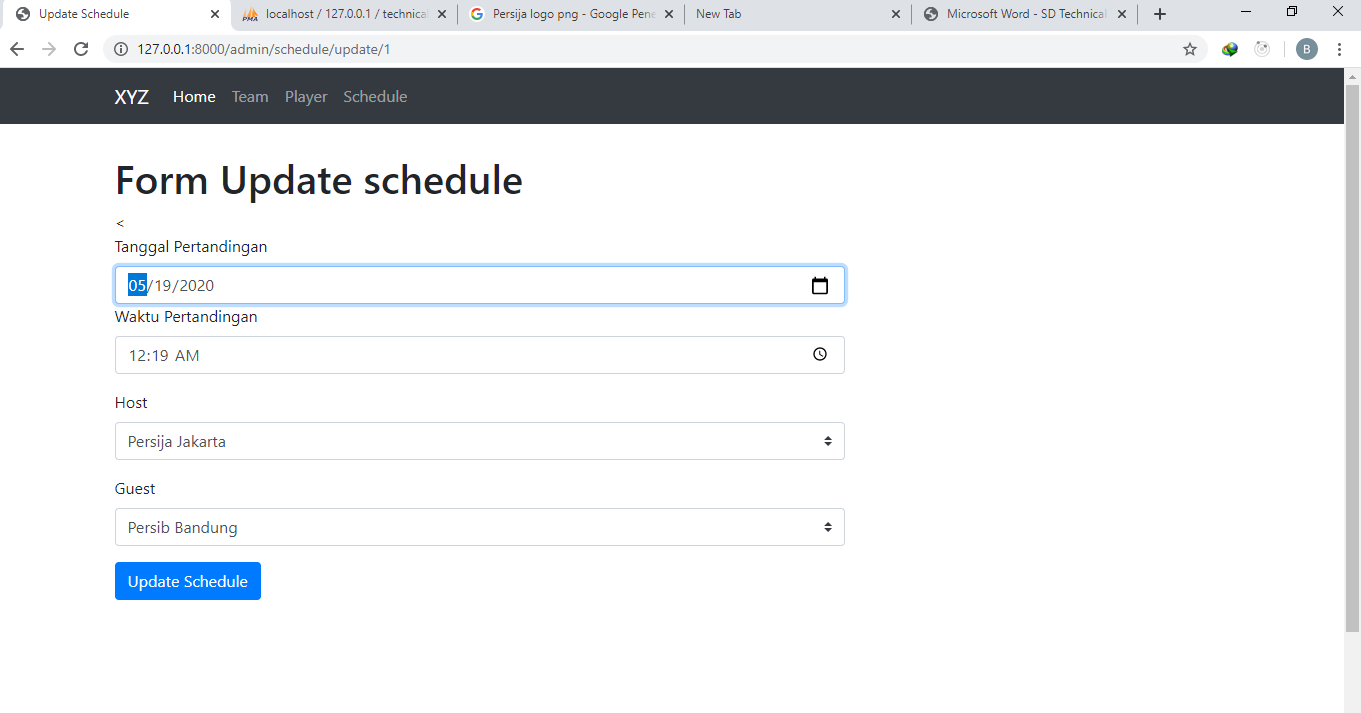 Update Schedule
localhost / 127.0.0.1 / technical
Persija logo png - Google Pene
New Tab
Microsoft Word - SD Technical
127.0.0.1:8000/admin/schedule/update/1
B
XYZ Home Team Player Schedule
Form Update schedule
<
Tanggal Pertandingan
05/19/2020
Waktu Pertandingan
12:19 AM
Host
Persija Jakarta
Guest
Persib Bandung
Update Schedule